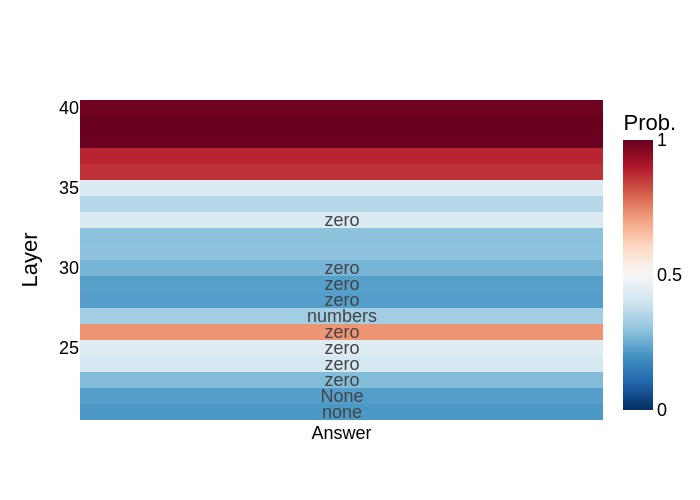 Prob.
40
1
35
zero
Layer
30
zero
0.5
zero
zero
numbers
zero
25
zero
zero
zero
None
none
0
Answer